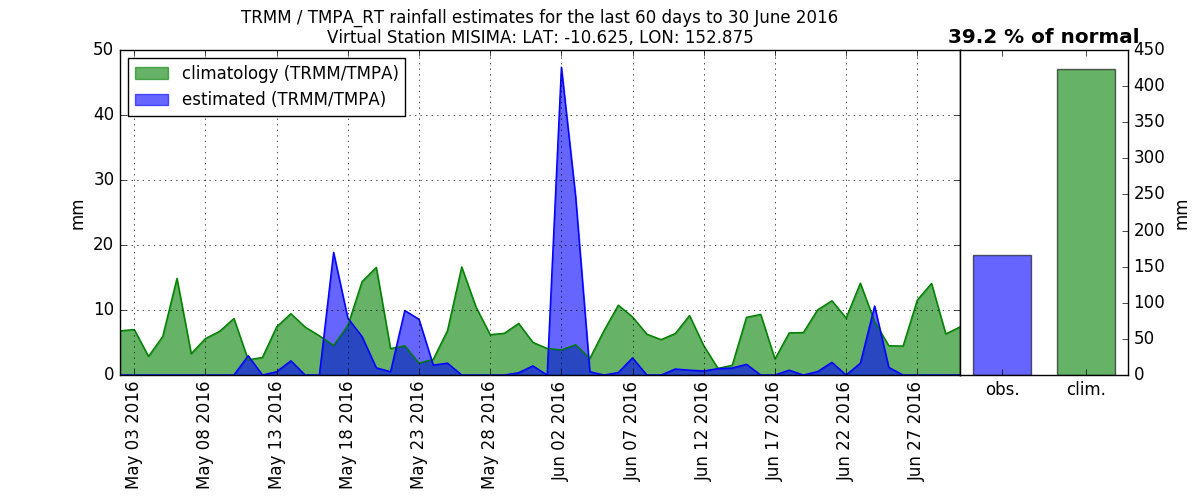 TRMM / TMPA_RT rainfall estimates for the last 60 days to 30 June 2016
Virtual Station MISIMA: LAT: -10.625, LON: 152.875
39.2 % of normal
climatology (TRMM/TMPA)
estimated (TRMM/TMPA)
50
40
30
20
10
0
mm
May 03 2016
May 08 2016
May 13 2016
May 18 2016
May 23 2016
May 28 2016
Jun 02 2016
Jun 07 2016
Jun 12 2016
Jun 17 2016
Jun 22 2016
Jun 27 2016
450
400
350
300
250
200
150
100
50
0
mm
obs.
clim.